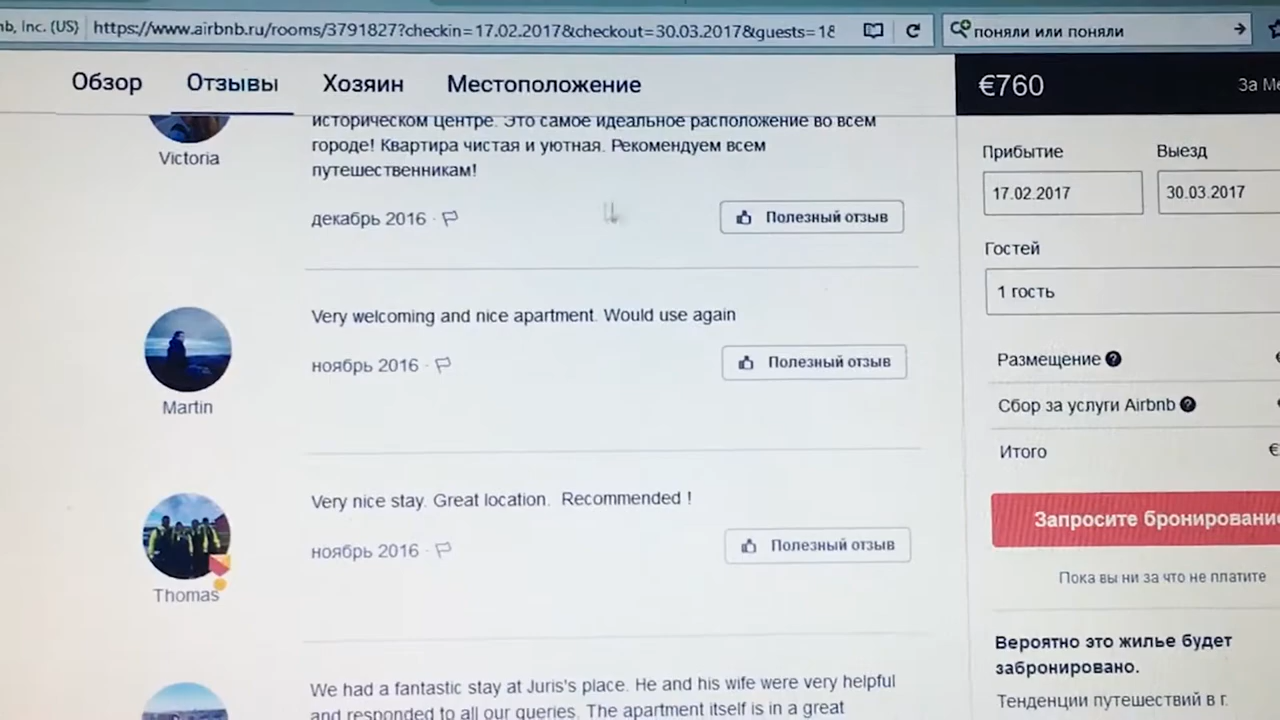 nb, Inc. (US) https://www.airbnb.ru/rooms/3791827?checkin=17.02.2017&checkout=30.03.2017&guests=1& поняли или поняли
Обзор Отзывы Хозяин Местоположение
€760 За Ме
историческом центре. Это самое идеальное расположение во всем
городе! Квартира чистая и уютная. Рекомендуем всем
путешественникам!
Victoria
декабрь 2016 · Полезный отзыв
Very welcoming and nice apartment. Would use again
ноябрь 2016 · Полезный отзыв
Martin
Very nice stay. Great location. Recommended !
ноябрь 2016 · Полезный отзыв
Thomas
We had a fantastic stay at Juris's place. He and his wife were very helpful
and responded to all our queries. The apartment itself is in a great
Прибытие Выезд
17.02.2017 30.03.2017
Гостей
1 гость
Размещение ?
Сбор за услуги Airbnb ?
Итого €
Запросите бронировани
Пока вы ни за что не платите
Вероятно это жилье будет
забронировано.
Тенденции путешествий в г.